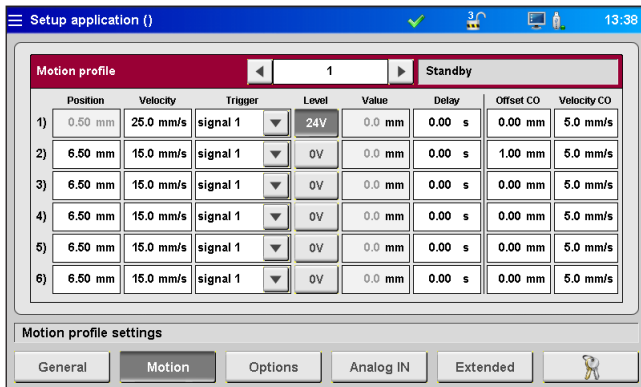 Setup application () 3 13:38
Motion profile 1 Standby
Position Velocity Trigger Level Value Delay Offset CO Velocity CO
1) 0.50 mm 25.0 mm/s signal 1 24V 0.0 mm 0.00 s 0.00 mm 5.0 mm/s
2) 6.50 mm 15.0 mm/s signal 1 0V 0.0 mm 0.00 s 1.00 mm 5.0 mm/s
3) 6.50 mm 15.0 mm/s signal 1 0V 0.0 mm 0.00 s 0.00 mm 5.0 mm/s
4) 6.50 mm 15.0 mm/s signal 1 0V 0.0 mm 0.00 s 0.00 mm 5.0 mm/s
5) 6.50 mm 15.0 mm/s signal 1 0V 0.0 mm 0.00 s 0.00 mm 5.0 mm/s
6) 6.50 mm 15.0 mm/s signal 1 0V 0.0 mm 0.00 s 0.00 mm 5.0 mm/s
Motion profile settings
General Motion Options Analog IN Extended